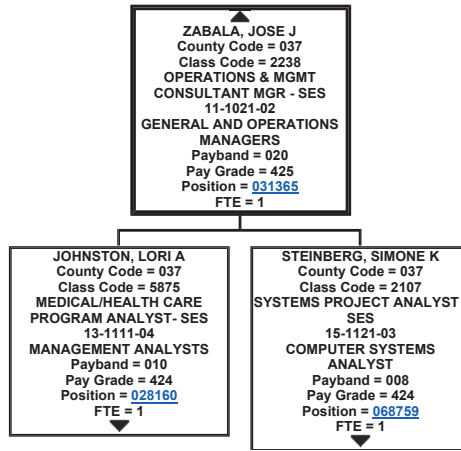 ZABALA, JOSE J
County Code = 037
Class Code = 2238
OPERATIONS & MGMT
CONSULTANT MGR - SES
11-1021-02
GENERAL AND OPERATIONS
MANAGERS
Payband = 020
Pay Grade = 425
Position = 031365
FTE = 1
JOHNSTON, LORI A
County Code = 037
Class Code = 5875
MEDICAL/HEALTH CARE
PROGRAM ANALYST- SES
13-1111-04
MANAGEMENT ANALYSTS
Payband = 010
Pay Grade = 424
Position = 028160
FTE = 1
STEINBERG, SIMONE K
County Code = 037
Class Code = 2107
SYSTEMS PROJECT ANALYST
SES
15-1121-03
COMPUTER SYSTEMS
ANALYST
Payband = 008
Pay Grade = 424
Position = 068759
FTE = 1